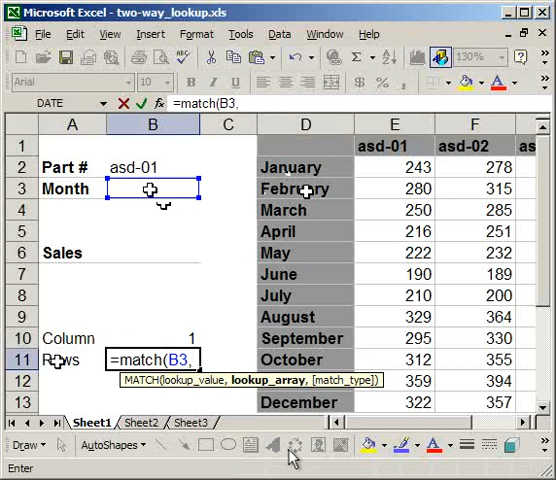 Microsoft Excel - two-way_lookup.xls
File Edit View Insert Format Tools Data Window Help
Σ 130%
Arial 10 B I U $ %
DATE =match(B3,
A B C D E F
1 asd-01 asd-02
2 Part # asd-01 January 243 278
3 Month February 280 315
4 March 250 285
5 April 216 251
6 Sales May 222 232
7 June 190 189
8 July 210 200
9 August 329 364
10 Column 1 September 295 330
11 Rows =match(B3, October 312 355
12 359 394
MATCH(lookup_value, lookup_array, [match_type])
13 December 322 357
Sheet1 Sheet2 Sheet3
Draw AutoShapes A A
Enter